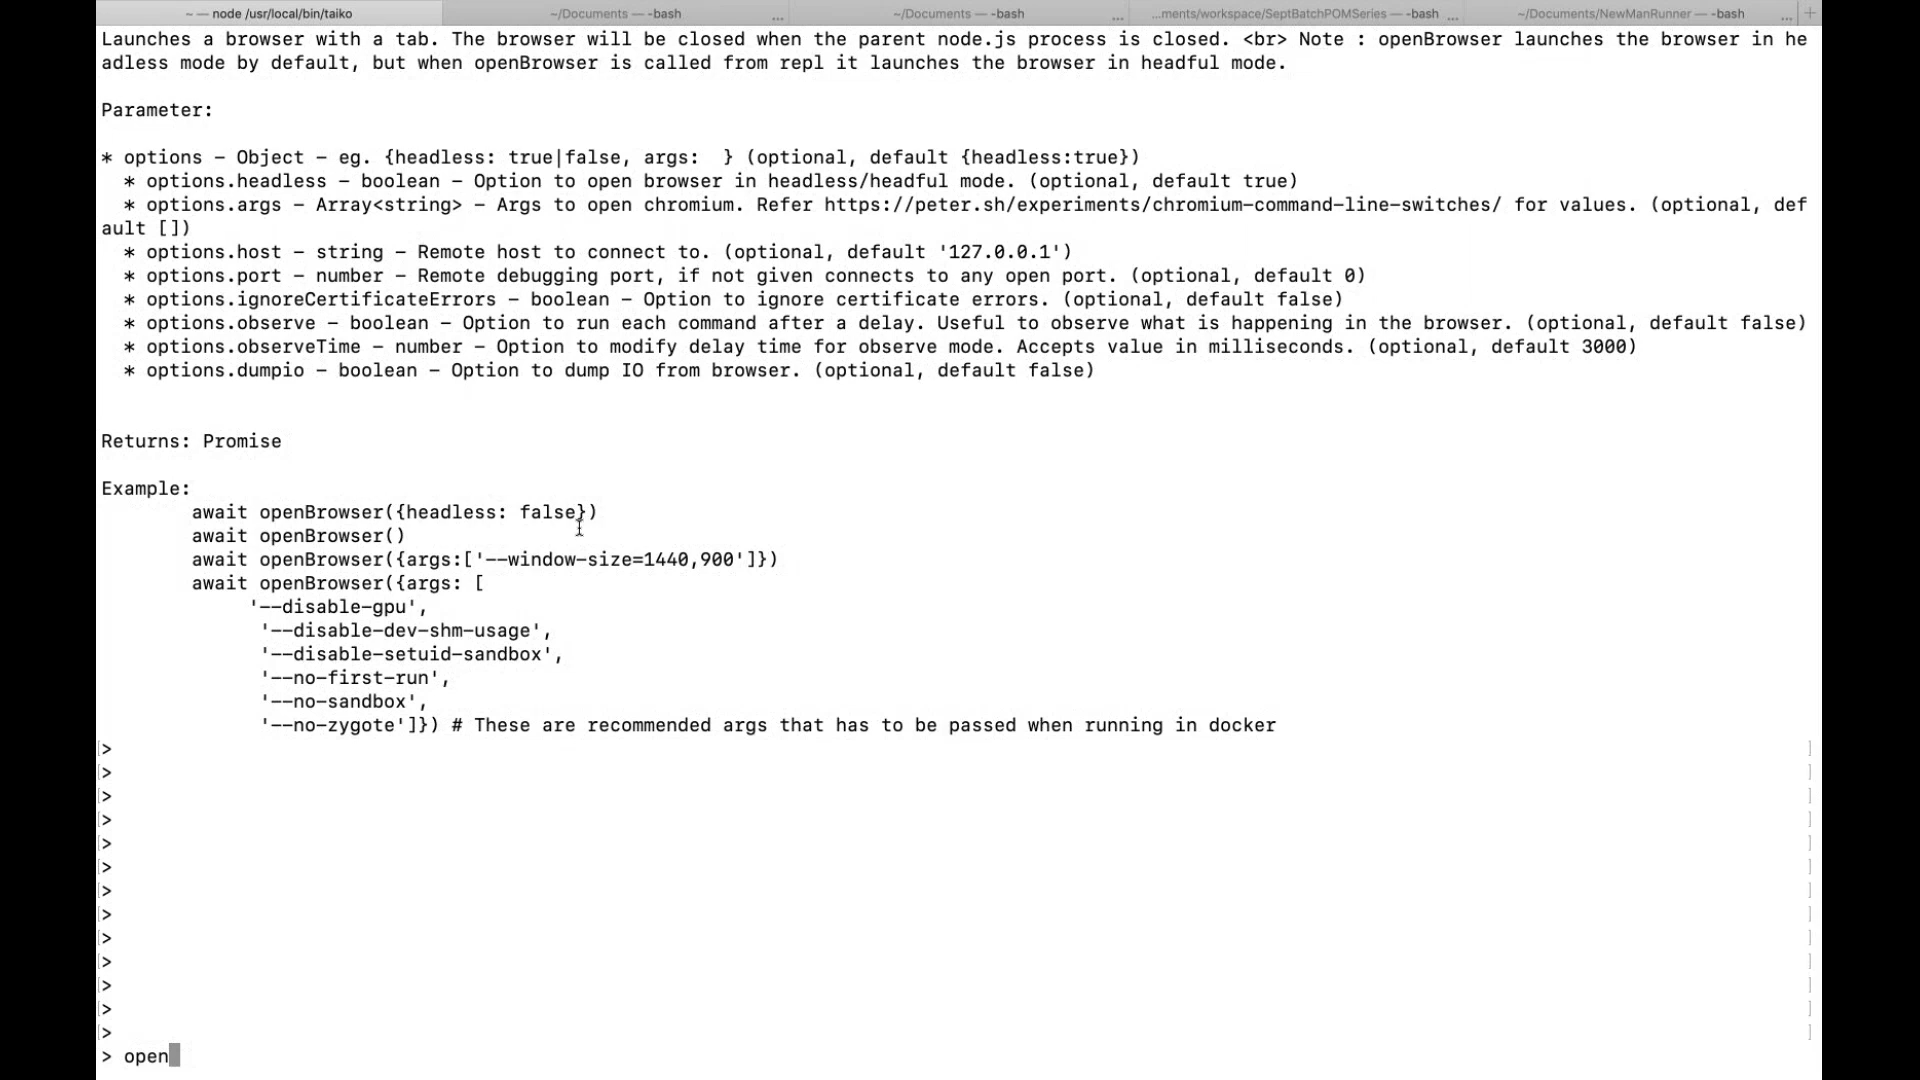 ~ — node /usr/local/bin/taiko
~/Documents — -bash
...
~/Documents — -bash
...
...ments/workspace/SeptBatchPOMSeries — -bash
...
~/Documents/NewManRunner — -bash
...
+
Launches a browser with a tab. The browser will be closed when the parent node.js process is closed. <br> Note : openBrowser launches the browser in he
adless mode by default, but when openBrowser is called from repl it launches the browser in headful mode.
Parameter:
* options – Object – eg. {headless: true|false, args:  } (optional, default {headless:true})
* options.headless – boolean – Option to open browser in headless/headful mode. (optional, default true)
* options.args – Array<string> – Args to open chromium. Refer https://peter.sh/experiments/chromium-command-line-switches/ for values. (optional, def
ault [])
* options.host – string – Remote host to connect to. (optional, default '127.0.0.1')
* options.port – number – Remote debugging port, if not given connects to any open port. (optional, default 0)
* options.ignoreCertificateErrors – boolean – Option to ignore certificate errors. (optional, default false)
* options.observe – boolean – Option to run each command after a delay. Useful to observe what is happening in the browser. (optional, default false)
* options.observeTime – number – Option to modify delay time for observe mode. Accepts value in milliseconds. (optional, default 3000)
* options.dumpio – boolean – Option to dump IO from browser. (optional, default false)
Returns: Promise
Example:
await openBrowser({headless: false})
await openBrowser()
await openBrowser({args:['--window-size=1440,900']})
await openBrowser({args: [
'--disable-gpu',
'--disable-dev-shm-usage',
'--disable-setuid-sandbox',
'--no-first-run',
'--no-sandbox',
'--no-zygote']}) # These are recommended args that has to be passed when running in docker
[> ]
[> ]
[> ]
[> ]
[> ]
[> ]
[> ]
[> ]
[> ]
[> ]
[> ]
[> ]
[> ]
> open